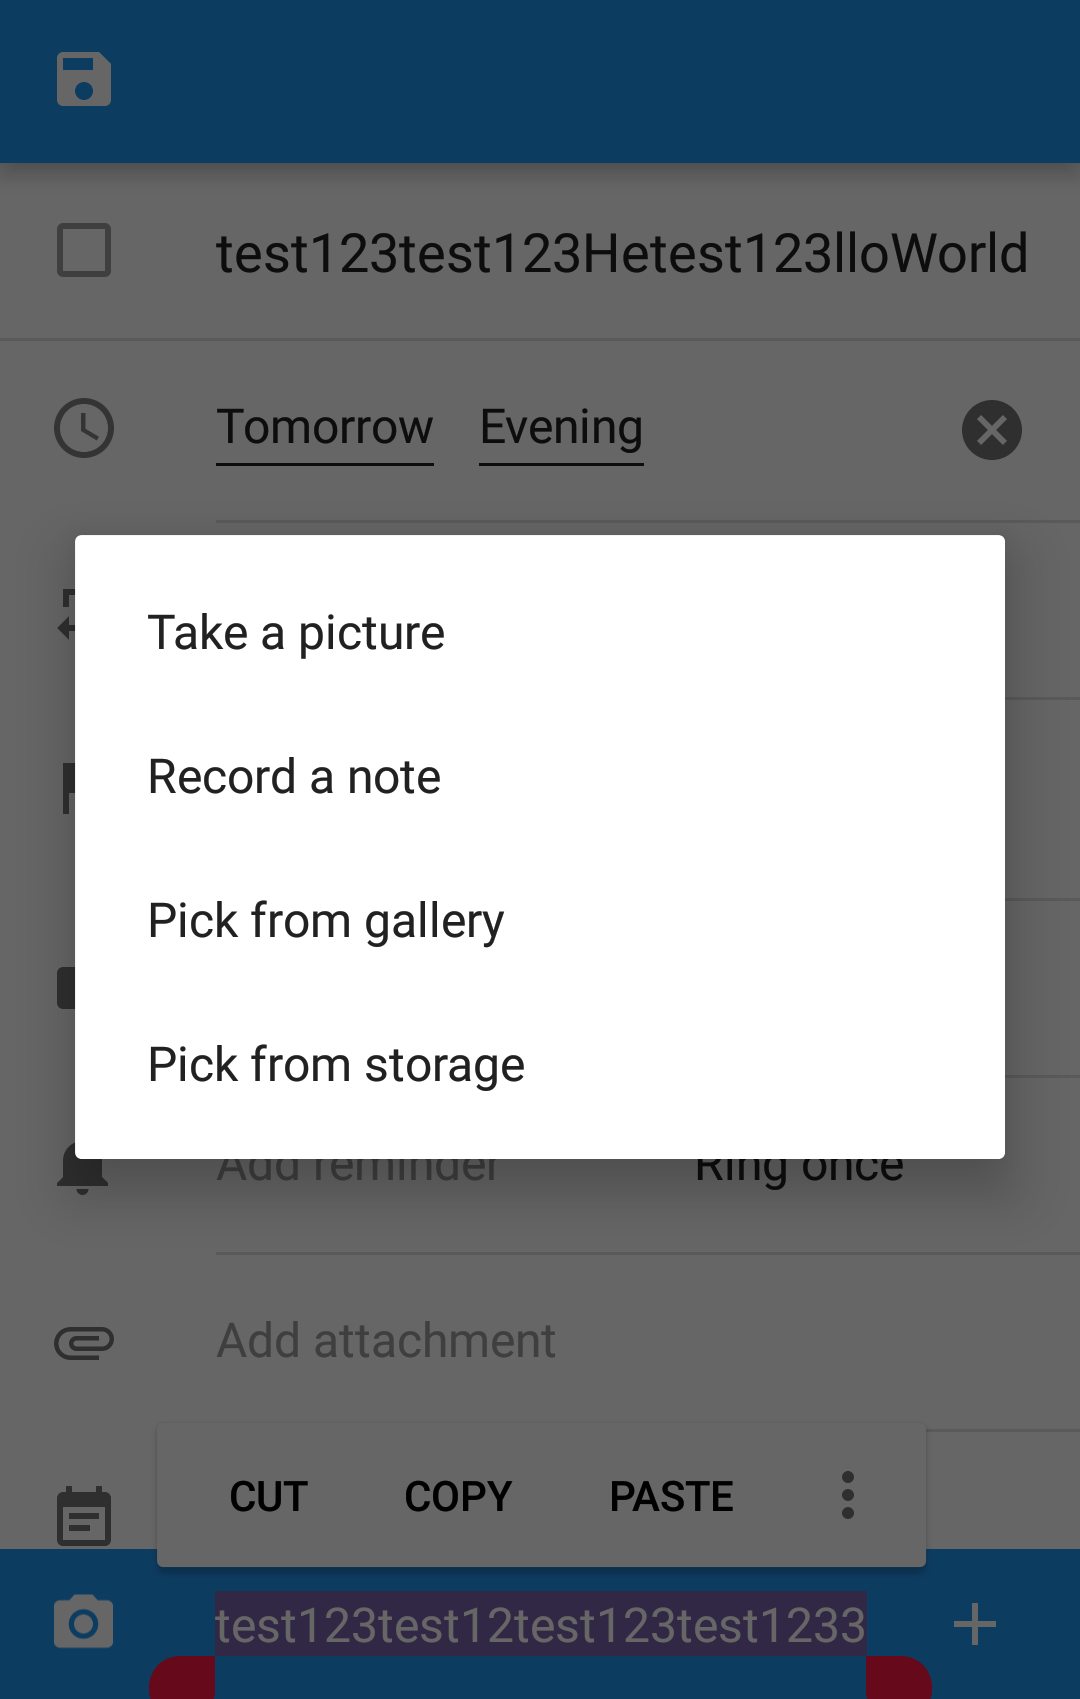 test123test123Hetest123lloWorld
Tomorrow Evening
Take a picture
Record a note
Pick from gallery
Pick from storage
Add reminder Ring once
Add attachment
CUT COPY PASTE
test123test12test123test1233